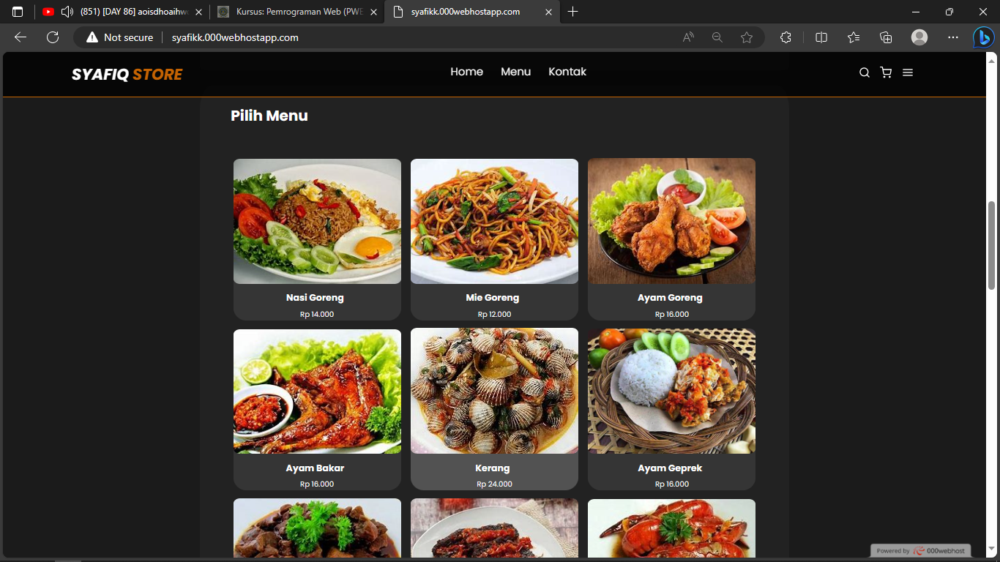 (851) [DAY 86] aoisdhoaihw
Kursus: Pemrograman Web (PWE
syafikk.000webhostapp.com
Not secure
syafikk.000webhostapp.com
SYAFIQ STORE
Home
Menu
Kontak
Pilih Menu
Nasi Goreng
Rp 14.000
Mie Goreng
Rp 12.000
Ayam Goreng
Rp 16.000
Ayam Bakar
Rp 16.000
Kerang
Rp 24.000
Ayam Geprek
Rp 16.000
Powered by 000webhost